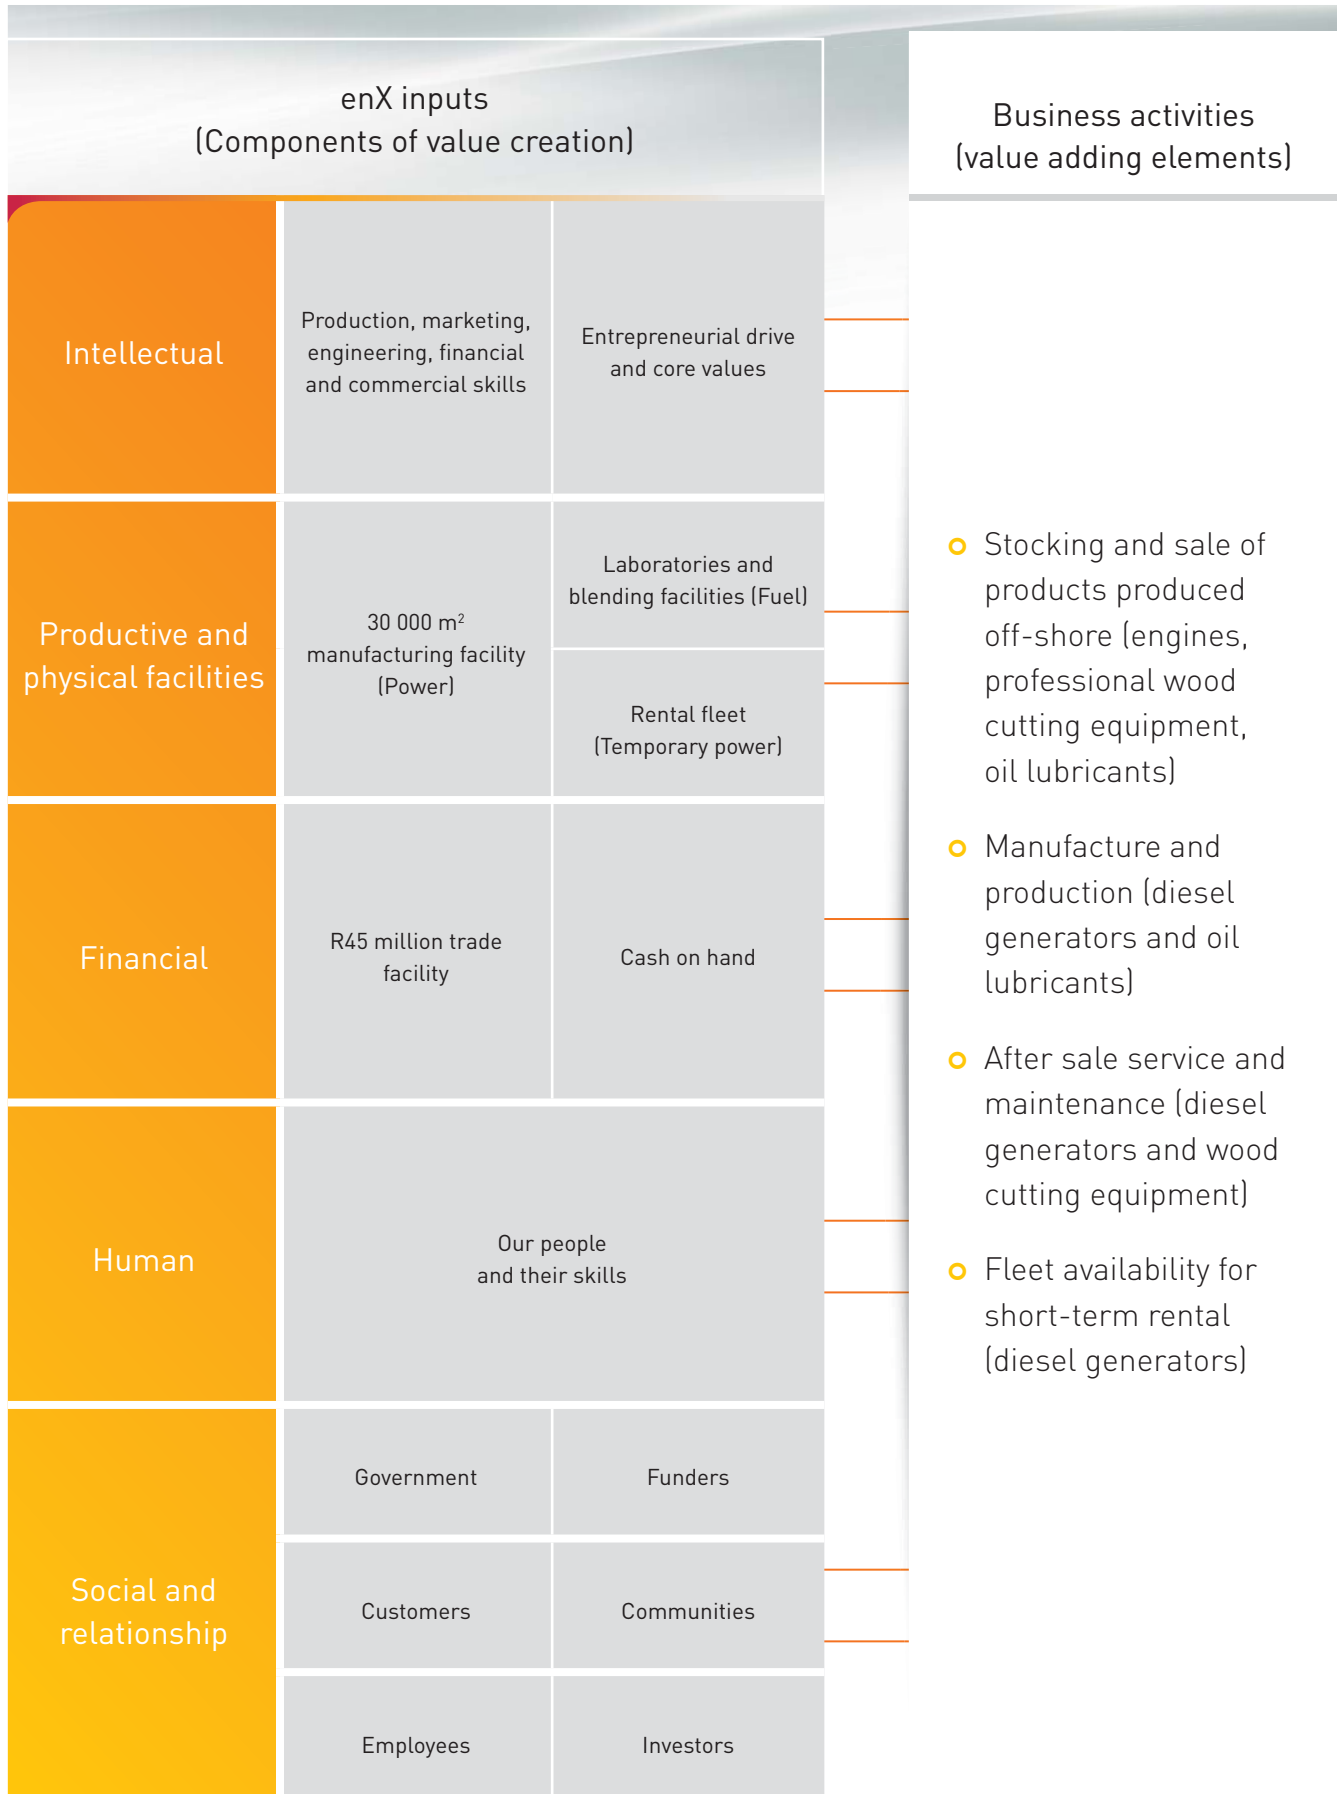 enX inputs
(Components of value creation)
Business activities
(value adding elements)
Intellectual
Production, marketing,
engineering, financial
and commercial skills
Entrepreneurial drive
and core values
Productive and
physical facilities
30 000 m²
manufacturing facility
(Power)
Laboratories and
blending facilities (Fuel)
Rental fleet
(Temporary power)
Financial
R45 million trade
facility
Cash on hand
Human
Our people
and their skills
Social and
relationship
Government
Funders
Customers
Communities
Employees
Investors
Stocking and sale of
products produced
off-shore (engines,
professional wood
cutting equipment,
oil lubricants)
Manufacture and
production (diesel
generators and oil
lubricants)
After sale service and
maintenance (diesel
generators and wood
cutting equipment)
Fleet availability for
short-term rental
(diesel generators)